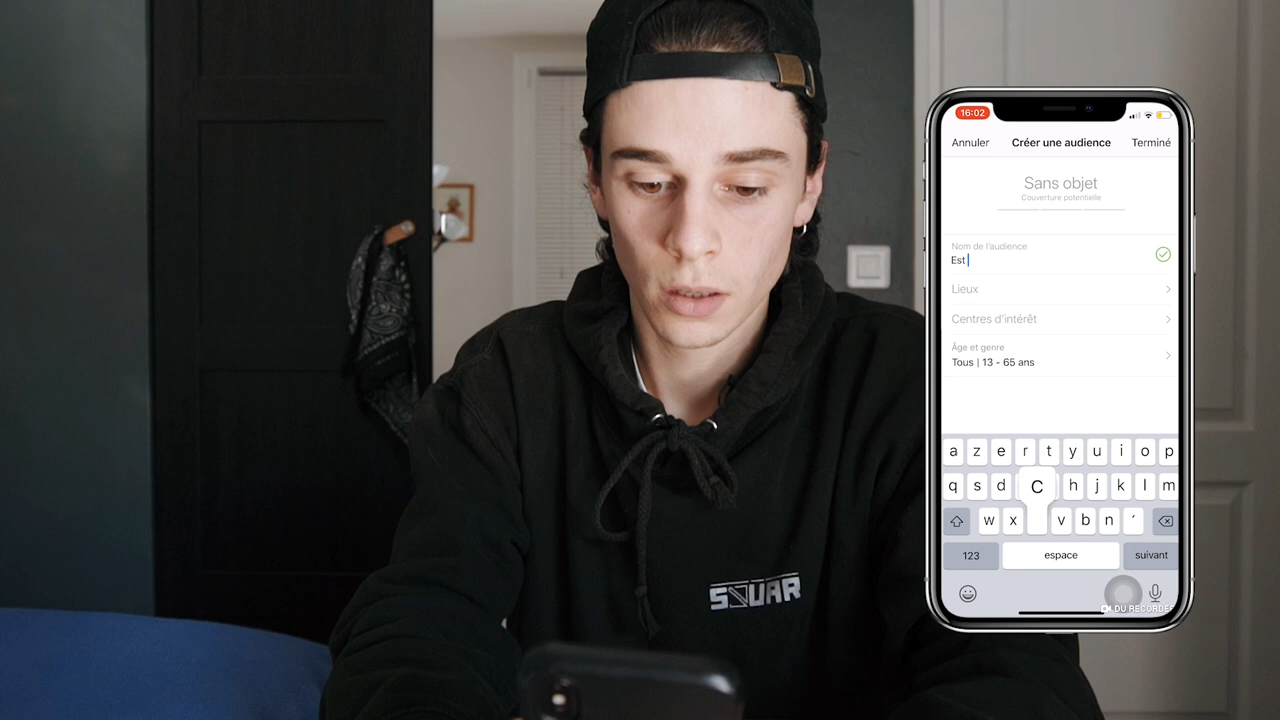 16:02
Annuler Créer une audience Terminé
Sans objet
Couverture potentielle
Nom de l'audience
Est
Lieux
Centres d'intérêt
Âge et genre
Tous | 13 - 65 ans
a z e r t y u i o p
q s d C h j k l m
w x v b n ´
123 espace suivant
DU RECORDER
SQUAR